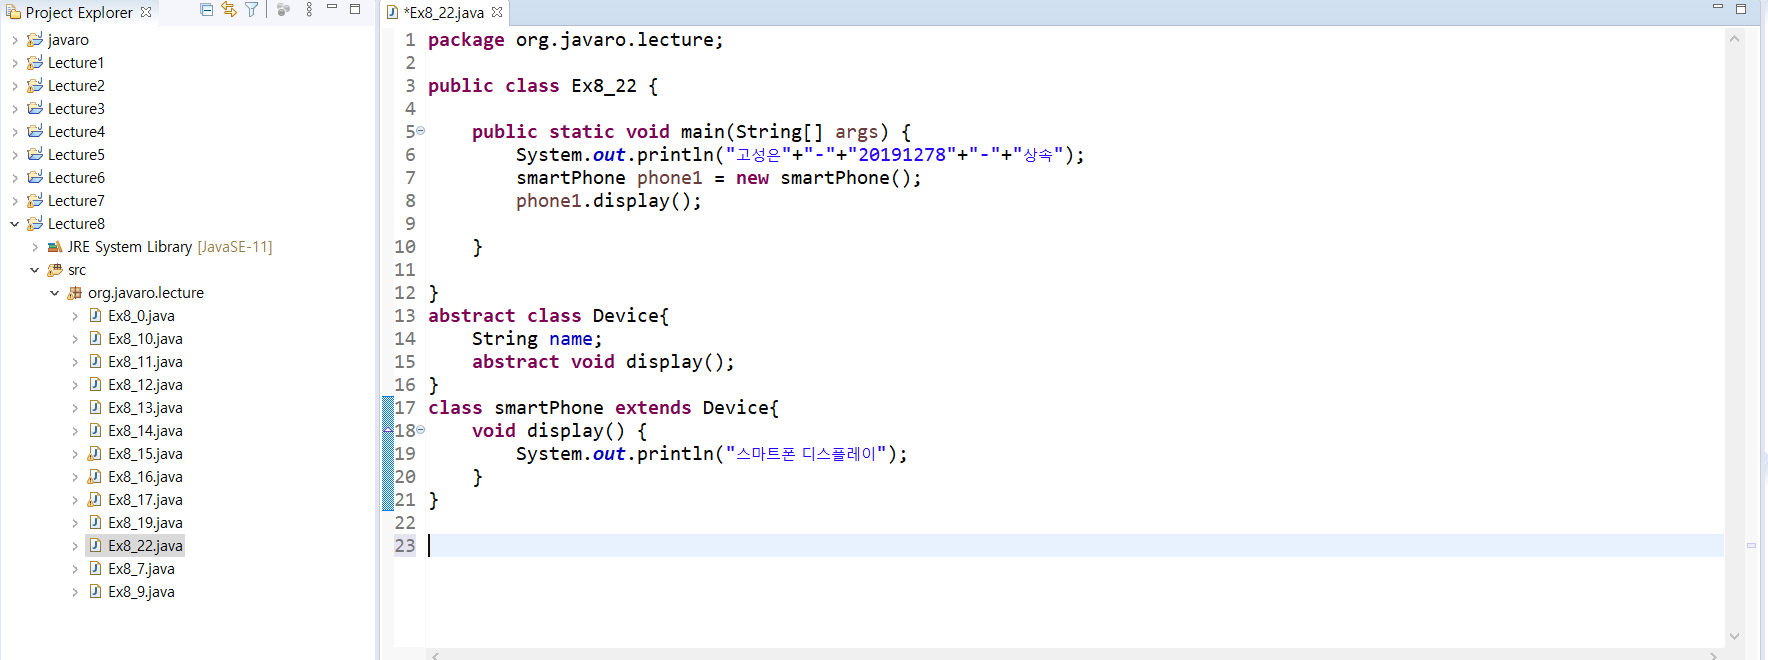 Project Explorer
javaro
Lecture1
Lecture2
Lecture3
Lecture4
Lecture5
Lecture6
Lecture7
Lecture8
JRE System Library [JavaSE-11]
src
org.javaro.lecture
Ex8_0.java
Ex8_10.java
Ex8_11.java
Ex8_12.java
Ex8_13.java
Ex8_14.java
Ex8_15.java
Ex8_16.java
Ex8_17.java
Ex8_19.java
Ex8_22.java
Ex8_7.java
Ex8_9.java
*Ex8_22.java
1 package org.javaro.lecture;
2
3 public class Ex8_22 {
4
5     public static void main(String[] args) {
6         System.out.println("고성은"+"-"+"20191278"+"-"+"상속");
7         smartPhone phone1 = new smartPhone();
8         phone1.display();
9
10     }
11
12 }
13 abstract class Device{
14     String name;
15     abstract void display();
16 }
17 class smartPhone extends Device{
18     void display() {
19         System.out.println("스마트폰 디스플레이");
20     }
21 }
22
23